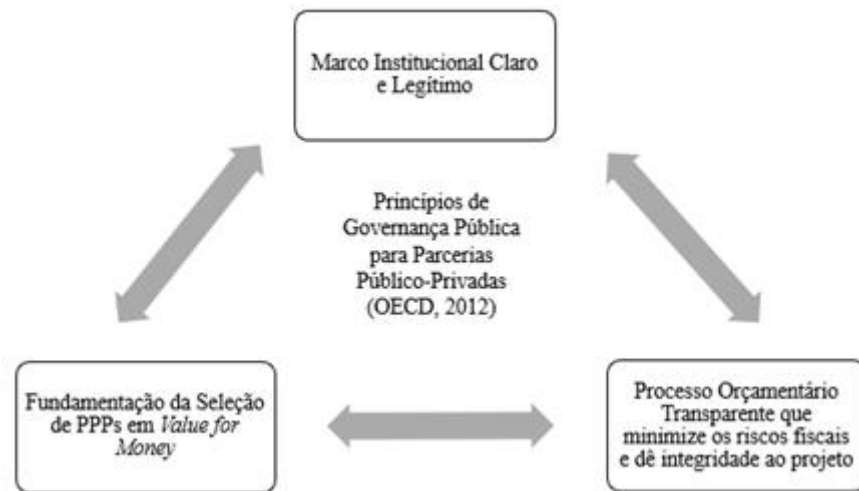 Marco Institucional Claro
e Legítimo
Princípios de
Governança Pública
para Parcerias
Público-Privadas
(OECD, 2012)
Fundamentação da Seleção
de PPPs em Value for
Money
Processo Orçamentário
Transparente que
minimize os riscos fiscais
e dê integridade ao projeto